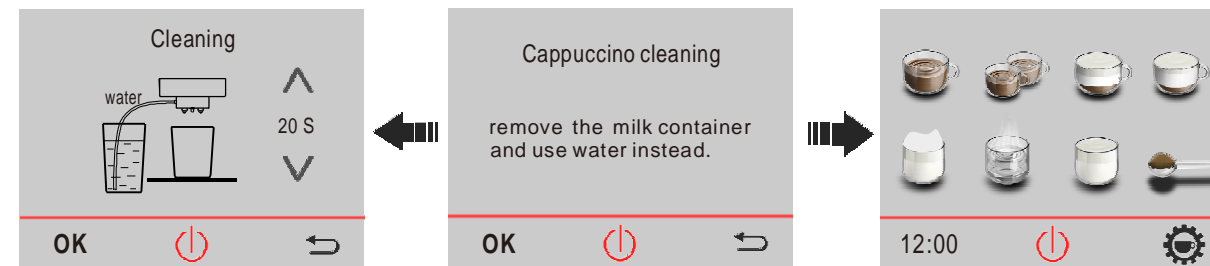 Cleaning
water
20 S
OK
Cappuccino cleaning
remove the milk container
and use water instead.
OK
12:00